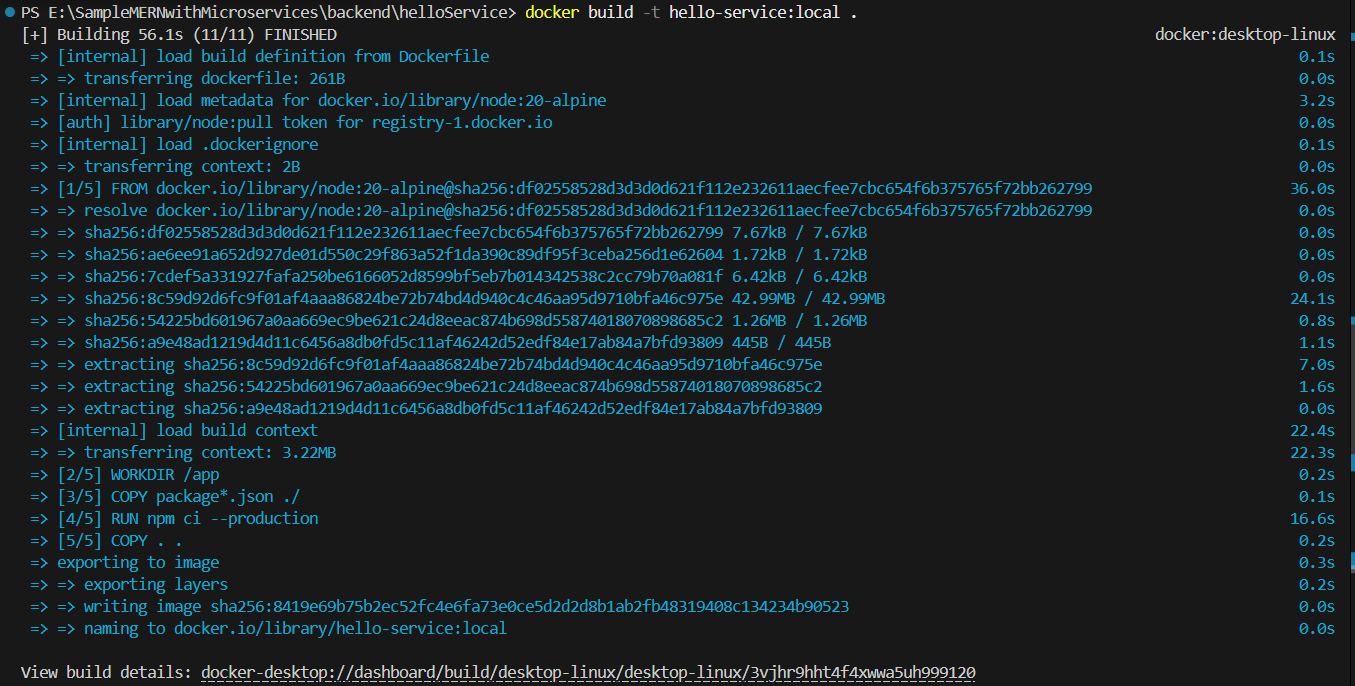 PS E:\SampleMERNwithMicroservices\backend\helloService> docker build -t hello-service:local .
[+] Building 56.1s (11/11) FINISHED docker:desktop-linux
=> [internal] load build definition from Dockerfile 0.1s
=> => transferring dockerfile: 261B 0.0s
=> [internal] load metadata for docker.io/library/node:20-alpine 3.2s
=> [auth] library/node:pull token for registry-1.docker.io 0.0s
=> [internal] load .dockerignore 0.1s
=> => transferring context: 2B 0.0s
=> [1/5] FROM docker.io/library/node:20-alpine@sha256:df02558528d3d3d0d621f112e232611aecfee7cbc654f6b375765f72bb262799 36.0s
=> => resolve docker.io/library/node:20-alpine@sha256:df02558528d3d3d0d621f112e232611aecfee7cbc654f6b375765f72bb262799 0.0s
=> => sha256:df02558528d3d3d0d621f112e232611aecfee7cbc654f6b375765f72bb262799 7.67kB / 7.67kB 0.0s
=> => sha256:ae6ee91a652d927de01d550c29f863a52f1da390c89df95f3ceba256d1e62604 1.72kB / 1.72kB 0.0s
=> => sha256:7cdef5a331927fafa250be6166052d8599bf5eb7b014342538c2cc79b70a081f 6.42kB / 6.42kB 0.0s
=> => sha256:8c59d92d6fc9f01af4aaa86824be72b74bd4d940c4c46aa95d9710bfa46c975e 42.99MB / 42.99MB 24.1s
=> => sha256:54225bd601967a0aa669ec9be621c24d8eeac874b698d55874018070898685c2 1.26MB / 1.26MB 0.8s
=> => sha256:a9e48ad1219d4d11c6456a8db0fd5c11af46242d52edf84e17ab84a7bfd93809 445B / 445B 1.1s
=> => extracting sha256:8c59d92d6fc9f01af4aaa86824be72b74bd4d940c4c46aa95d9710bfa46c975e 7.0s
=> => extracting sha256:54225bd601967a0aa669ec9be621c24d8eeac874b698d55874018070898685c2 1.6s
=> => extracting sha256:a9e48ad1219d4d11c6456a8db0fd5c11af46242d52edf84e17ab84a7bfd93809 0.0s
=> [internal] load build context 22.4s
=> => transferring context: 3.22MB 22.3s
=> [2/5] WORKDIR /app 0.2s
=> [3/5] COPY package*.json ./ 0.1s
=> [4/5] RUN npm ci --production 16.6s
=> [5/5] COPY . . 0.2s
=> exporting to image 0.3s
=> => exporting layers 0.2s
=> => writing image sha256:8419e69b75b2ec52fc4e6fa73e0ce5d2d2d8b1ab2fb48319408c134234b90523 0.0s
=> => naming to docker.io/library/hello-service:local 0.0s
View build details: docker-desktop://dashboard/build/desktop-linux/desktop-linux/3vjhr9hht4f4xwwa5uh999120